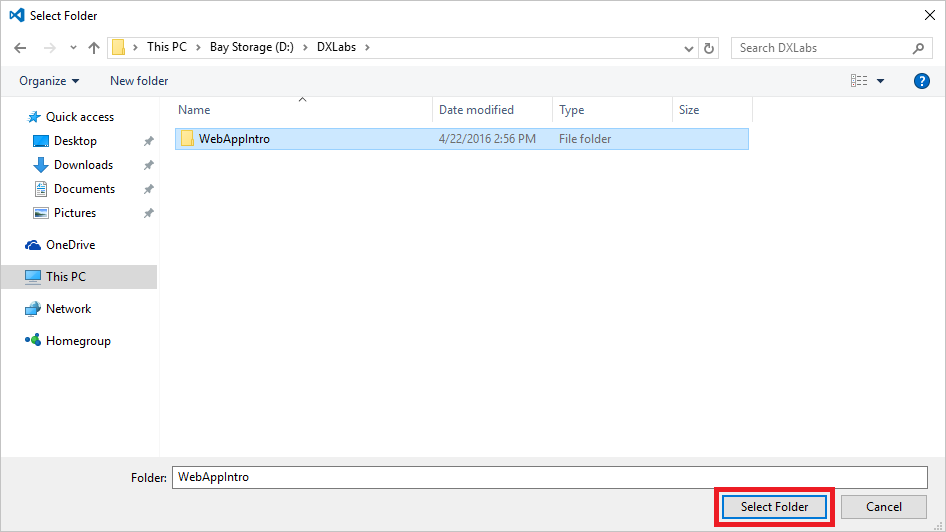 Select Folder
This PC > Bay Storage (D:) > DXLabs >
Search DXLabs
Organize
New folder
?
Name
Date modified
Type
Size
WebAppIntro
4/22/2016 2:56 PM
File folder
Quick access
Desktop
Downloads
Documents
Pictures
OneDrive
This PC
Network
Homegroup
Folder:
WebAppIntro
Select Folder
Cancel